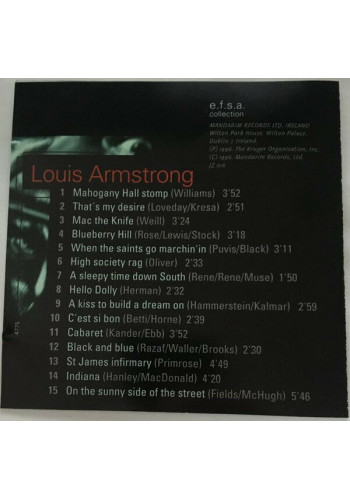 e.f.s.a.
collection
MANDARIM RECORDS LTD. IRELAND
Wilton Park House. Wilton Palace.
Dublin 2 Ireland.
(P) 1996. The Kruger Organisation, Inc.
(C) 1996. Mandarim Records, Ltd.
Louis Armstrong
1 Mahogany Hall stomp (Williams) 3'52
2 That's my desire (Loveday/Kresa) 2'51
3 Mac the Knife (Weill) 3'24
4 Blueberry Hill (Rose/Lewis/Stock) 3'18
5 When the saints go marchin'in (Puvis/Black) 3'11
6 High society rag (Oliver) 2'33
7 A sleepy time down South (Rene/Rene/Muse) 1'50
8 Hello Dolly (Herman) 2'32
9 A kiss to build a dream on (Hammerstein/Kalmar) 2'59
10 C'est si bon (Betti/Horne) 2'39
11 Cabaret (Kander/Ebb) 3'52
12 Black and blue (Razaf/Waller/Brooks) 2'30
13 St James infirmary (Primrose) 4'49
14 Indiana (Hanley/MacDonald) 4'20
15 On the sunny side of the street (Fields/McHugh) 5'46